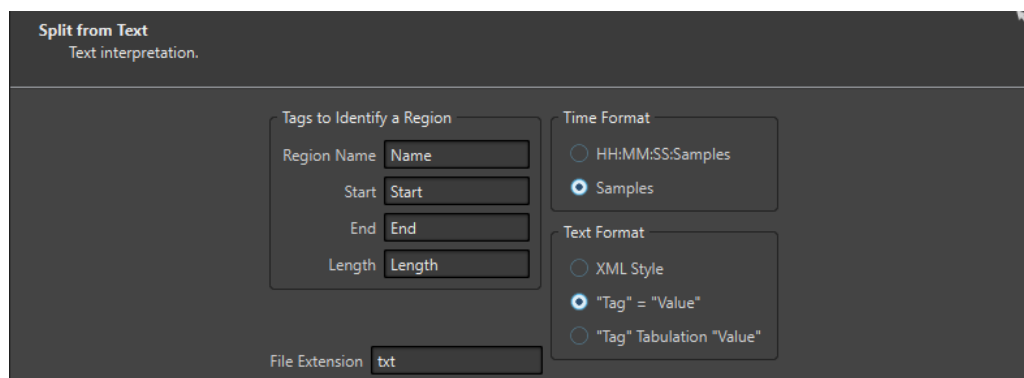 Split from Text
Text interpretation.
Tags to Identify a Region
Region Name Name
Start Start
End End
Length Length
File Extension txt
Time Format
HH:MM:SS:Samples
Samples
Text Format
XML Style
"Tag" = "Value"
"Tag" Tabulation "Value"